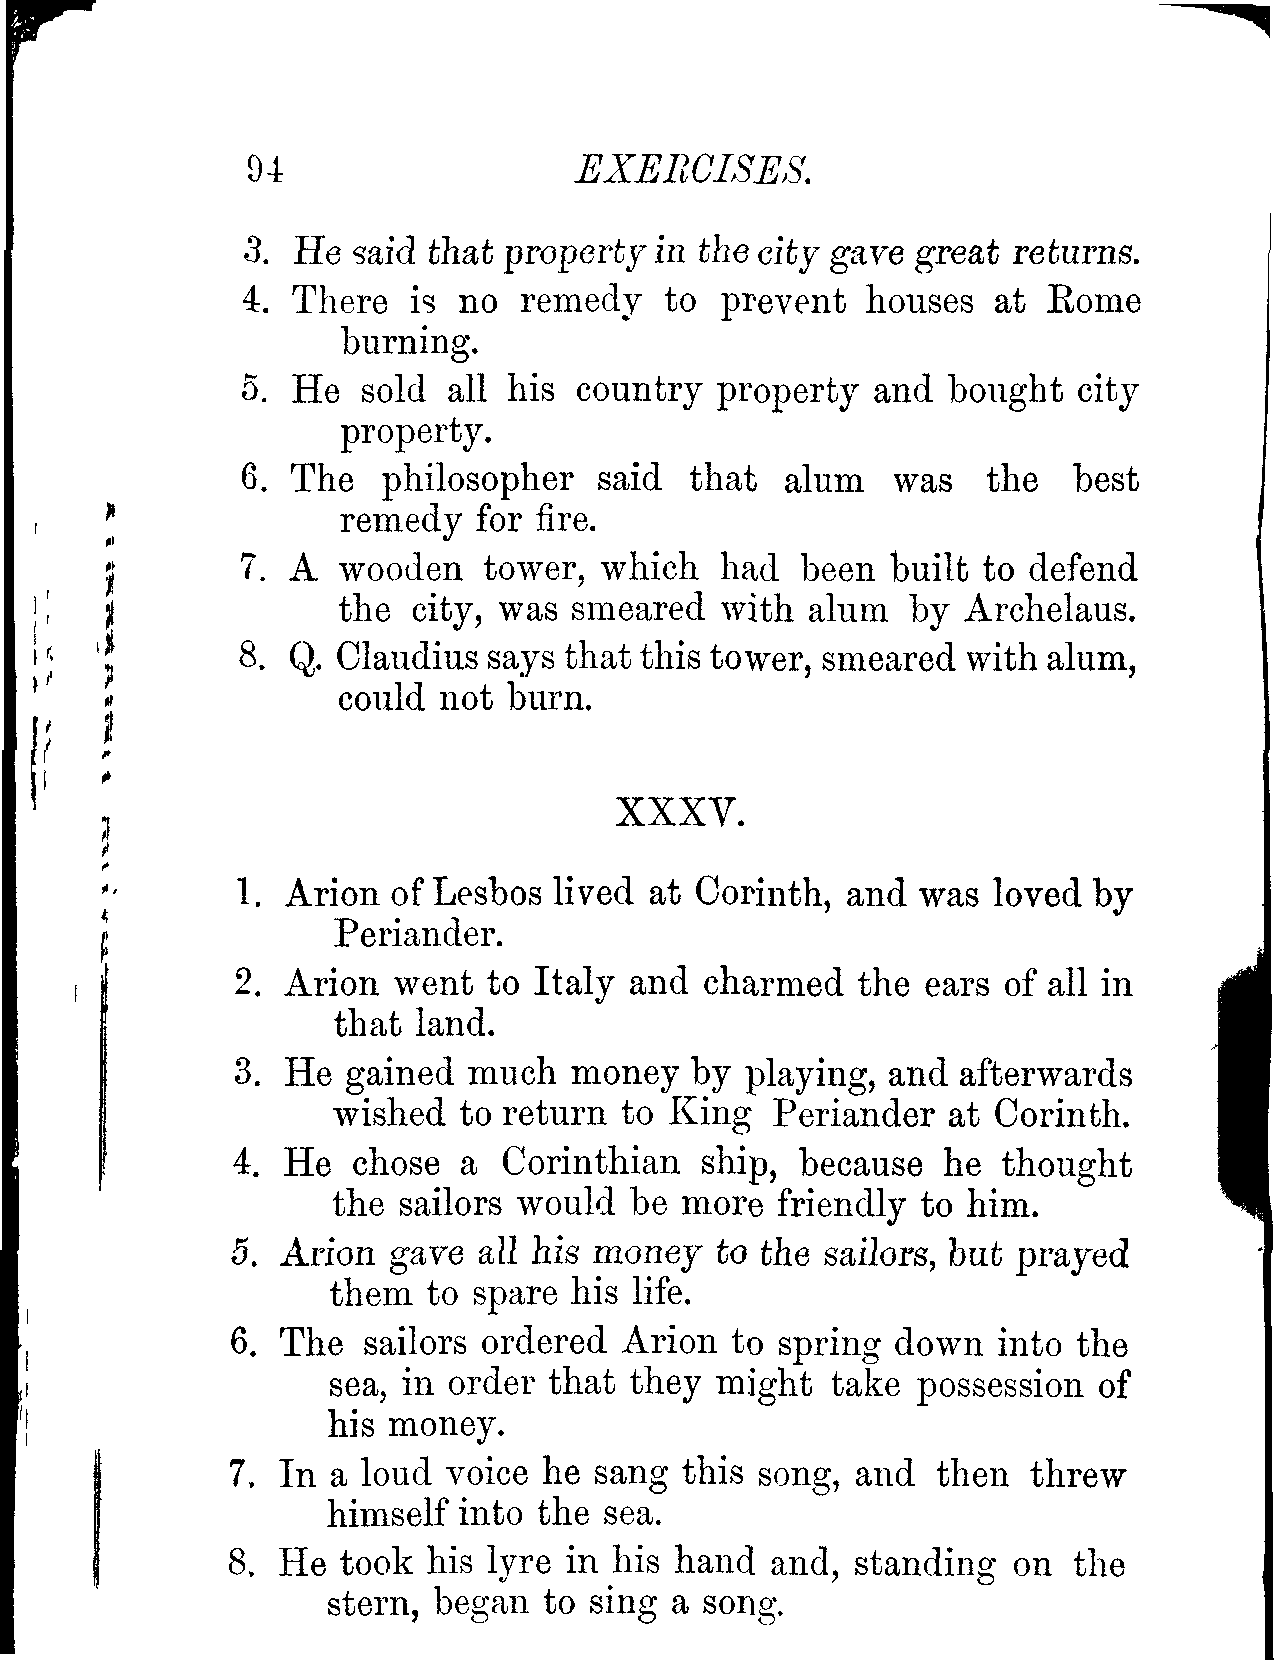 94 EXERCISES.
3. He said that property in the city gave great returns.
4. There is no remedy to prevent houses at Rome
burning.
5. He sold all his country property and bought city
property.
6. The philosopher said that alum was the best
remedy for fire.
7. A wooden tower, which had been built to defend
the city, was smeared with alum by Archelaus.
8. Q. Claudius says that this tower, smeared with alum,
could not burn.
XXXV.
1. Arion of Lesbos lived at Corinth, and was loved by
Periander.
2. Arion went to Italy and charmed the ears of all in
that land.
3. He gained much money by playing, and afterwards
wished to return to King Periander at Corinth.
4. He chose a Corinthian ship, because he thought
the sailors would be more friendly to him.
5. Arion gave all his money to the sailors, but prayed
them to spare his life.
6. The sailors ordered Arion to spring down into the
sea, in order that they might take possession of
his money.
7. In a loud voice he sang this song, and then threw
himself into the sea.
8. He took his lyre in his hand and, standing on the
stern, began to sing a song.